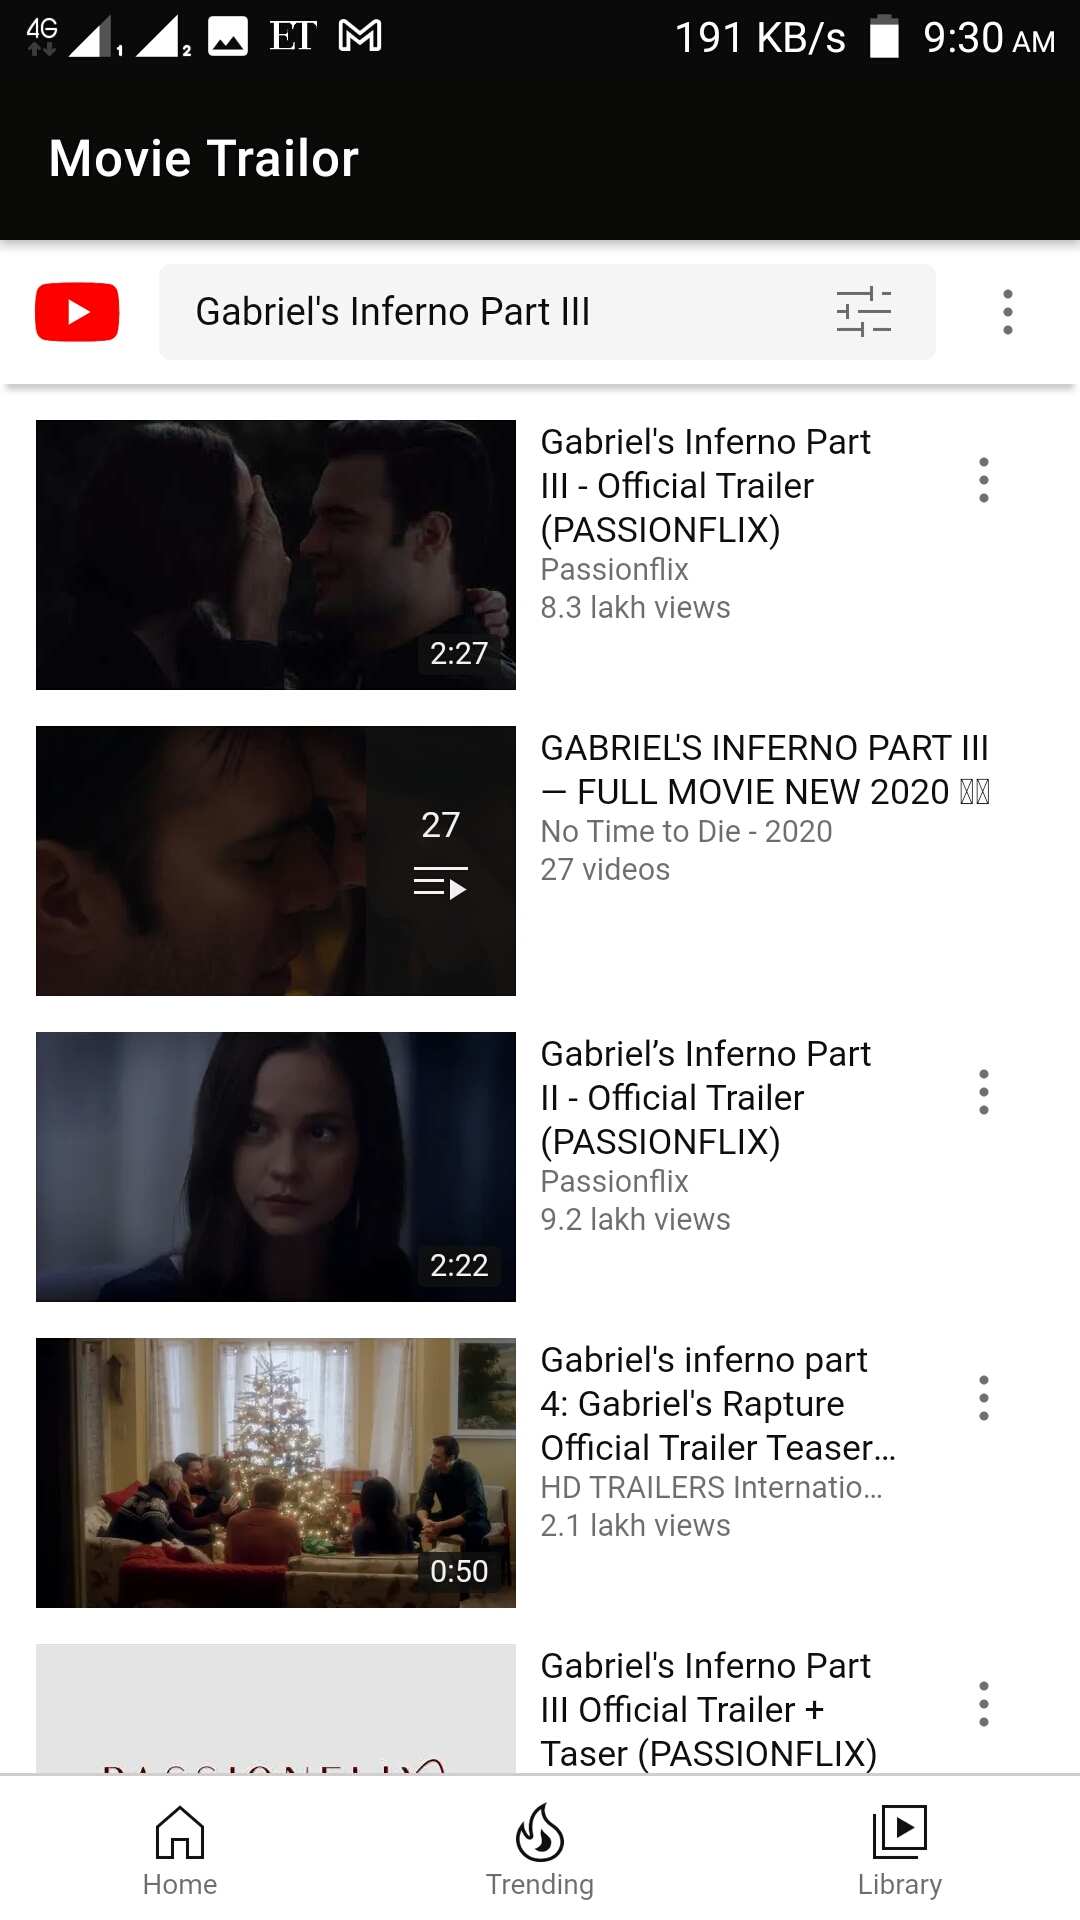 4G 1 2 ET 191 KB/s 9:30 AM
Movie Trailor
Gabriel's Inferno Part III
Gabriel's Inferno Part
III - Official Trailer
(PASSIONFLIX)
Passionflix
8.3 lakh views
2:27
GABRIEL'S INFERNO PART III
— FULL MOVIE NEW 2020
No Time to Die - 2020
27 videos
27
Gabriel’s Inferno Part
II - Official Trailer
(PASSIONFLIX)
Passionflix
9.2 lakh views
2:22
Gabriel's inferno part
4: Gabriel's Rapture
Official Trailer Teaser…
HD TRAILERS Internatio…
2.1 lakh views
0:50
Gabriel's Inferno Part
III Official Trailer +
Taser (PASSIONFLIX)
PASSIONFLIX
Home
Trending
Library